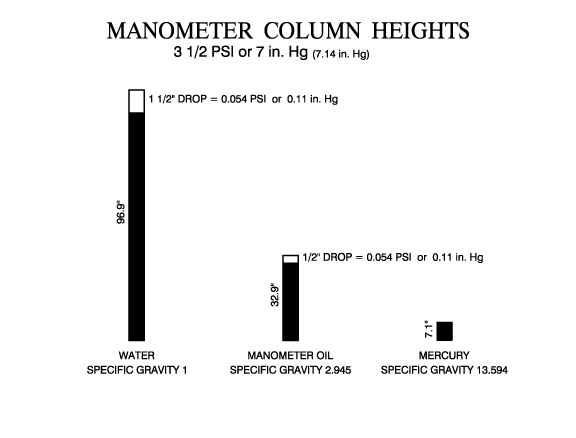 MANOMETER COLUMN HEIGHTS
3 1/2 PSI or 7 in. Hg (7.14 in. Hg)
1 1/2" DROP = 0.054 PSI or 0.11 in. Hg
96.9"
1/2" DROP = 0.054 PSI or 0.11 in. Hg
32.9"
7.1"
WATER
SPECIFIC GRAVITY 1
MANOMETER OIL
SPECIFIC GRAVITY 2.945
MERCURY
SPECIFIC GRAVITY 13.594